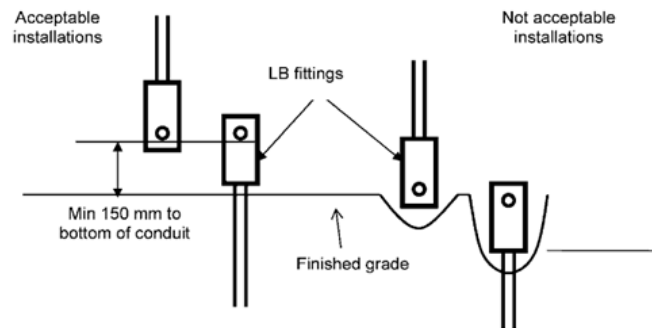 Acceptable
installations
Not acceptable
installations
LB fittings
Min 150 mm to
bottom of conduit
Finished grade